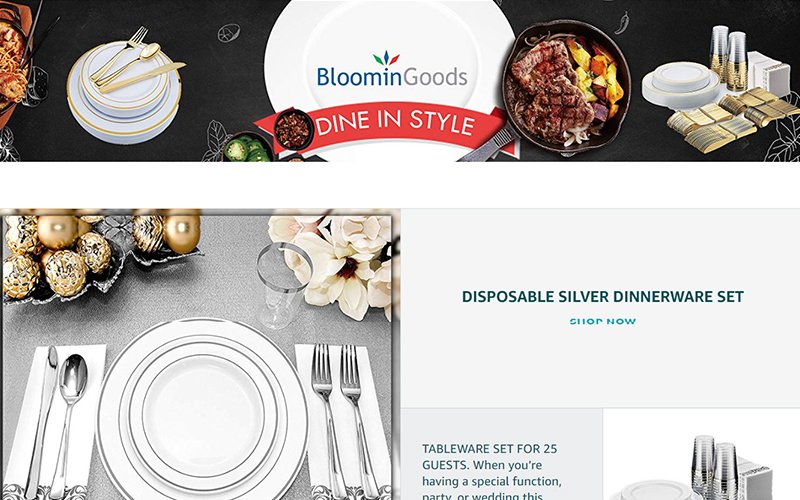 BloominGoods
DINE IN STYLE
DISPOSABLE SILVER DINNERWARE SET
SHOP NOW
TABLEWARE SET FOR 25
GUESTS. When you're
having a special function,
party, or wedding this